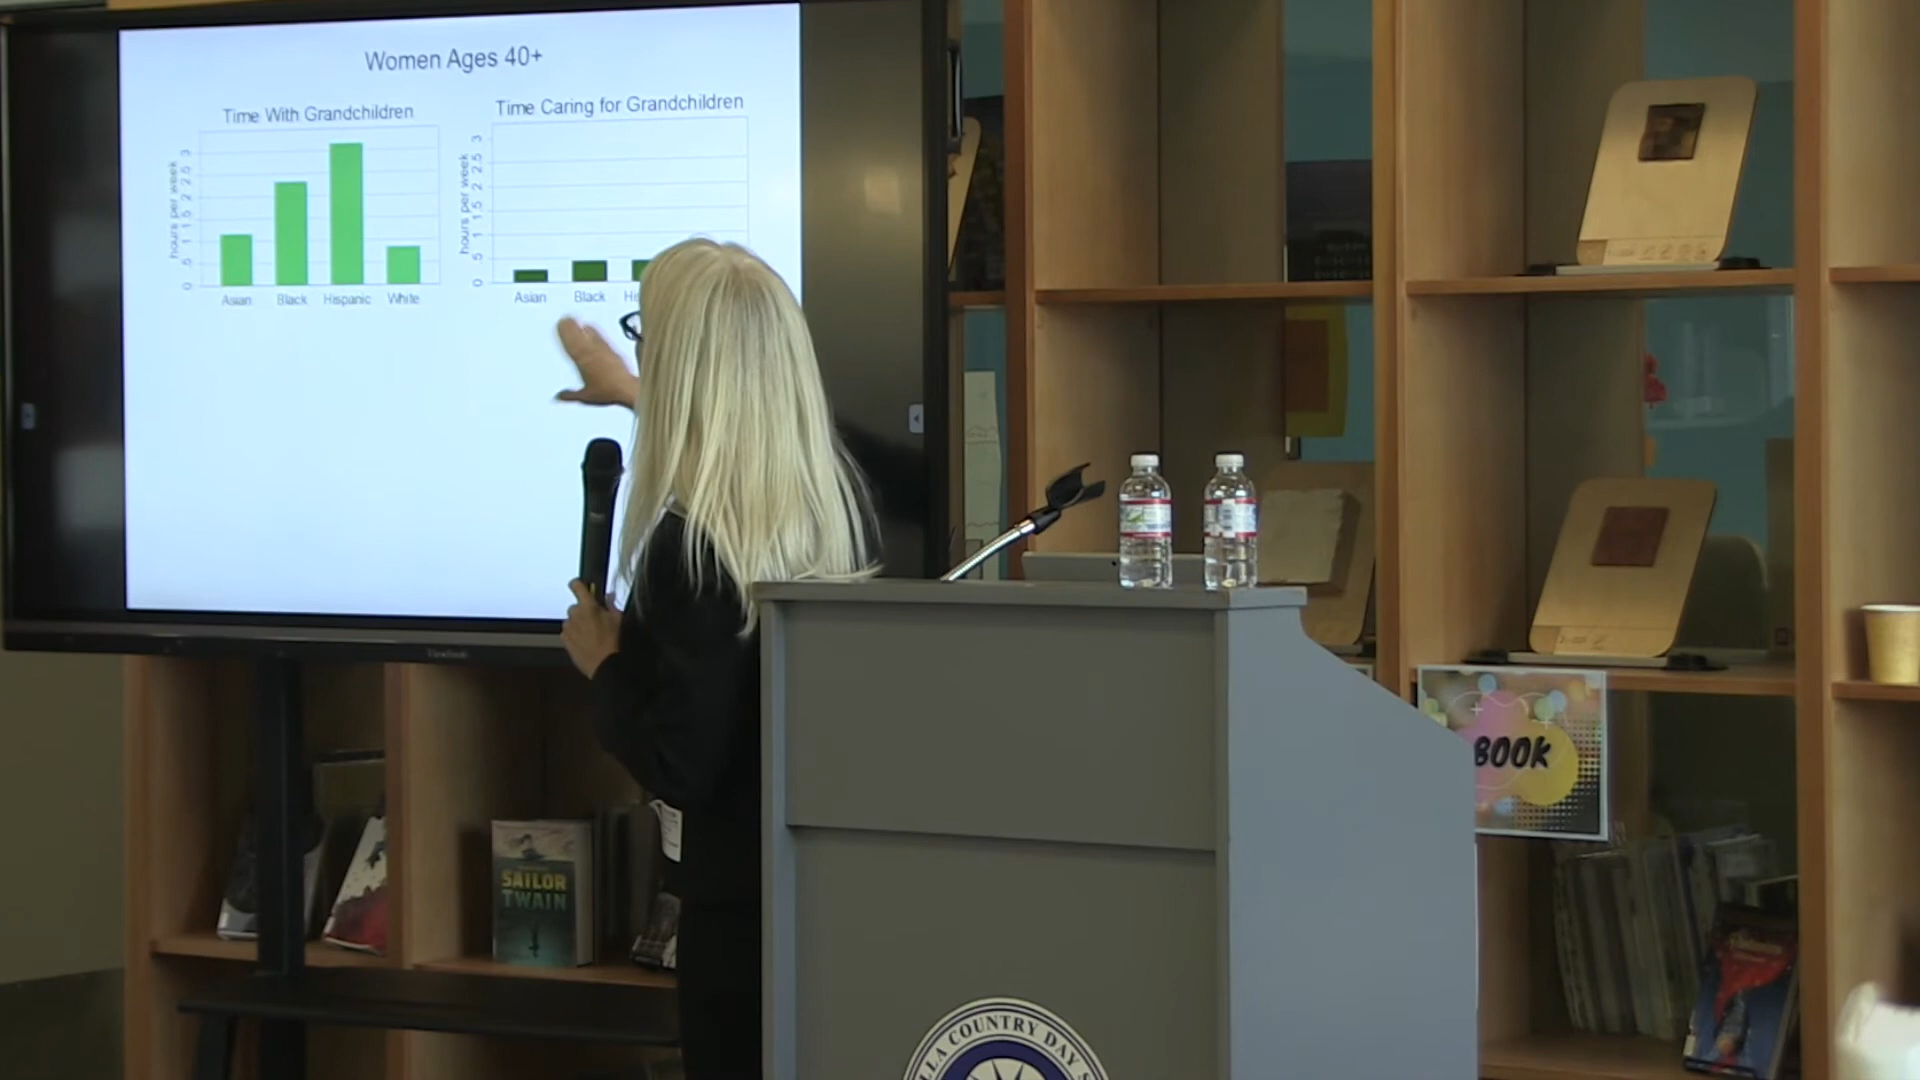 Women Ages 40+
Time With Grandchildren
hours per week
0 .5 1 1.5 2 2.5 3
Asian Black Hispanic White
Time Caring for Grandchildren
hours per week
0 .5 1 1.5 2 2.5 3
Asian Black His
BOOK
SAILOR
TWAIN
LLA COUNTRY DAY S